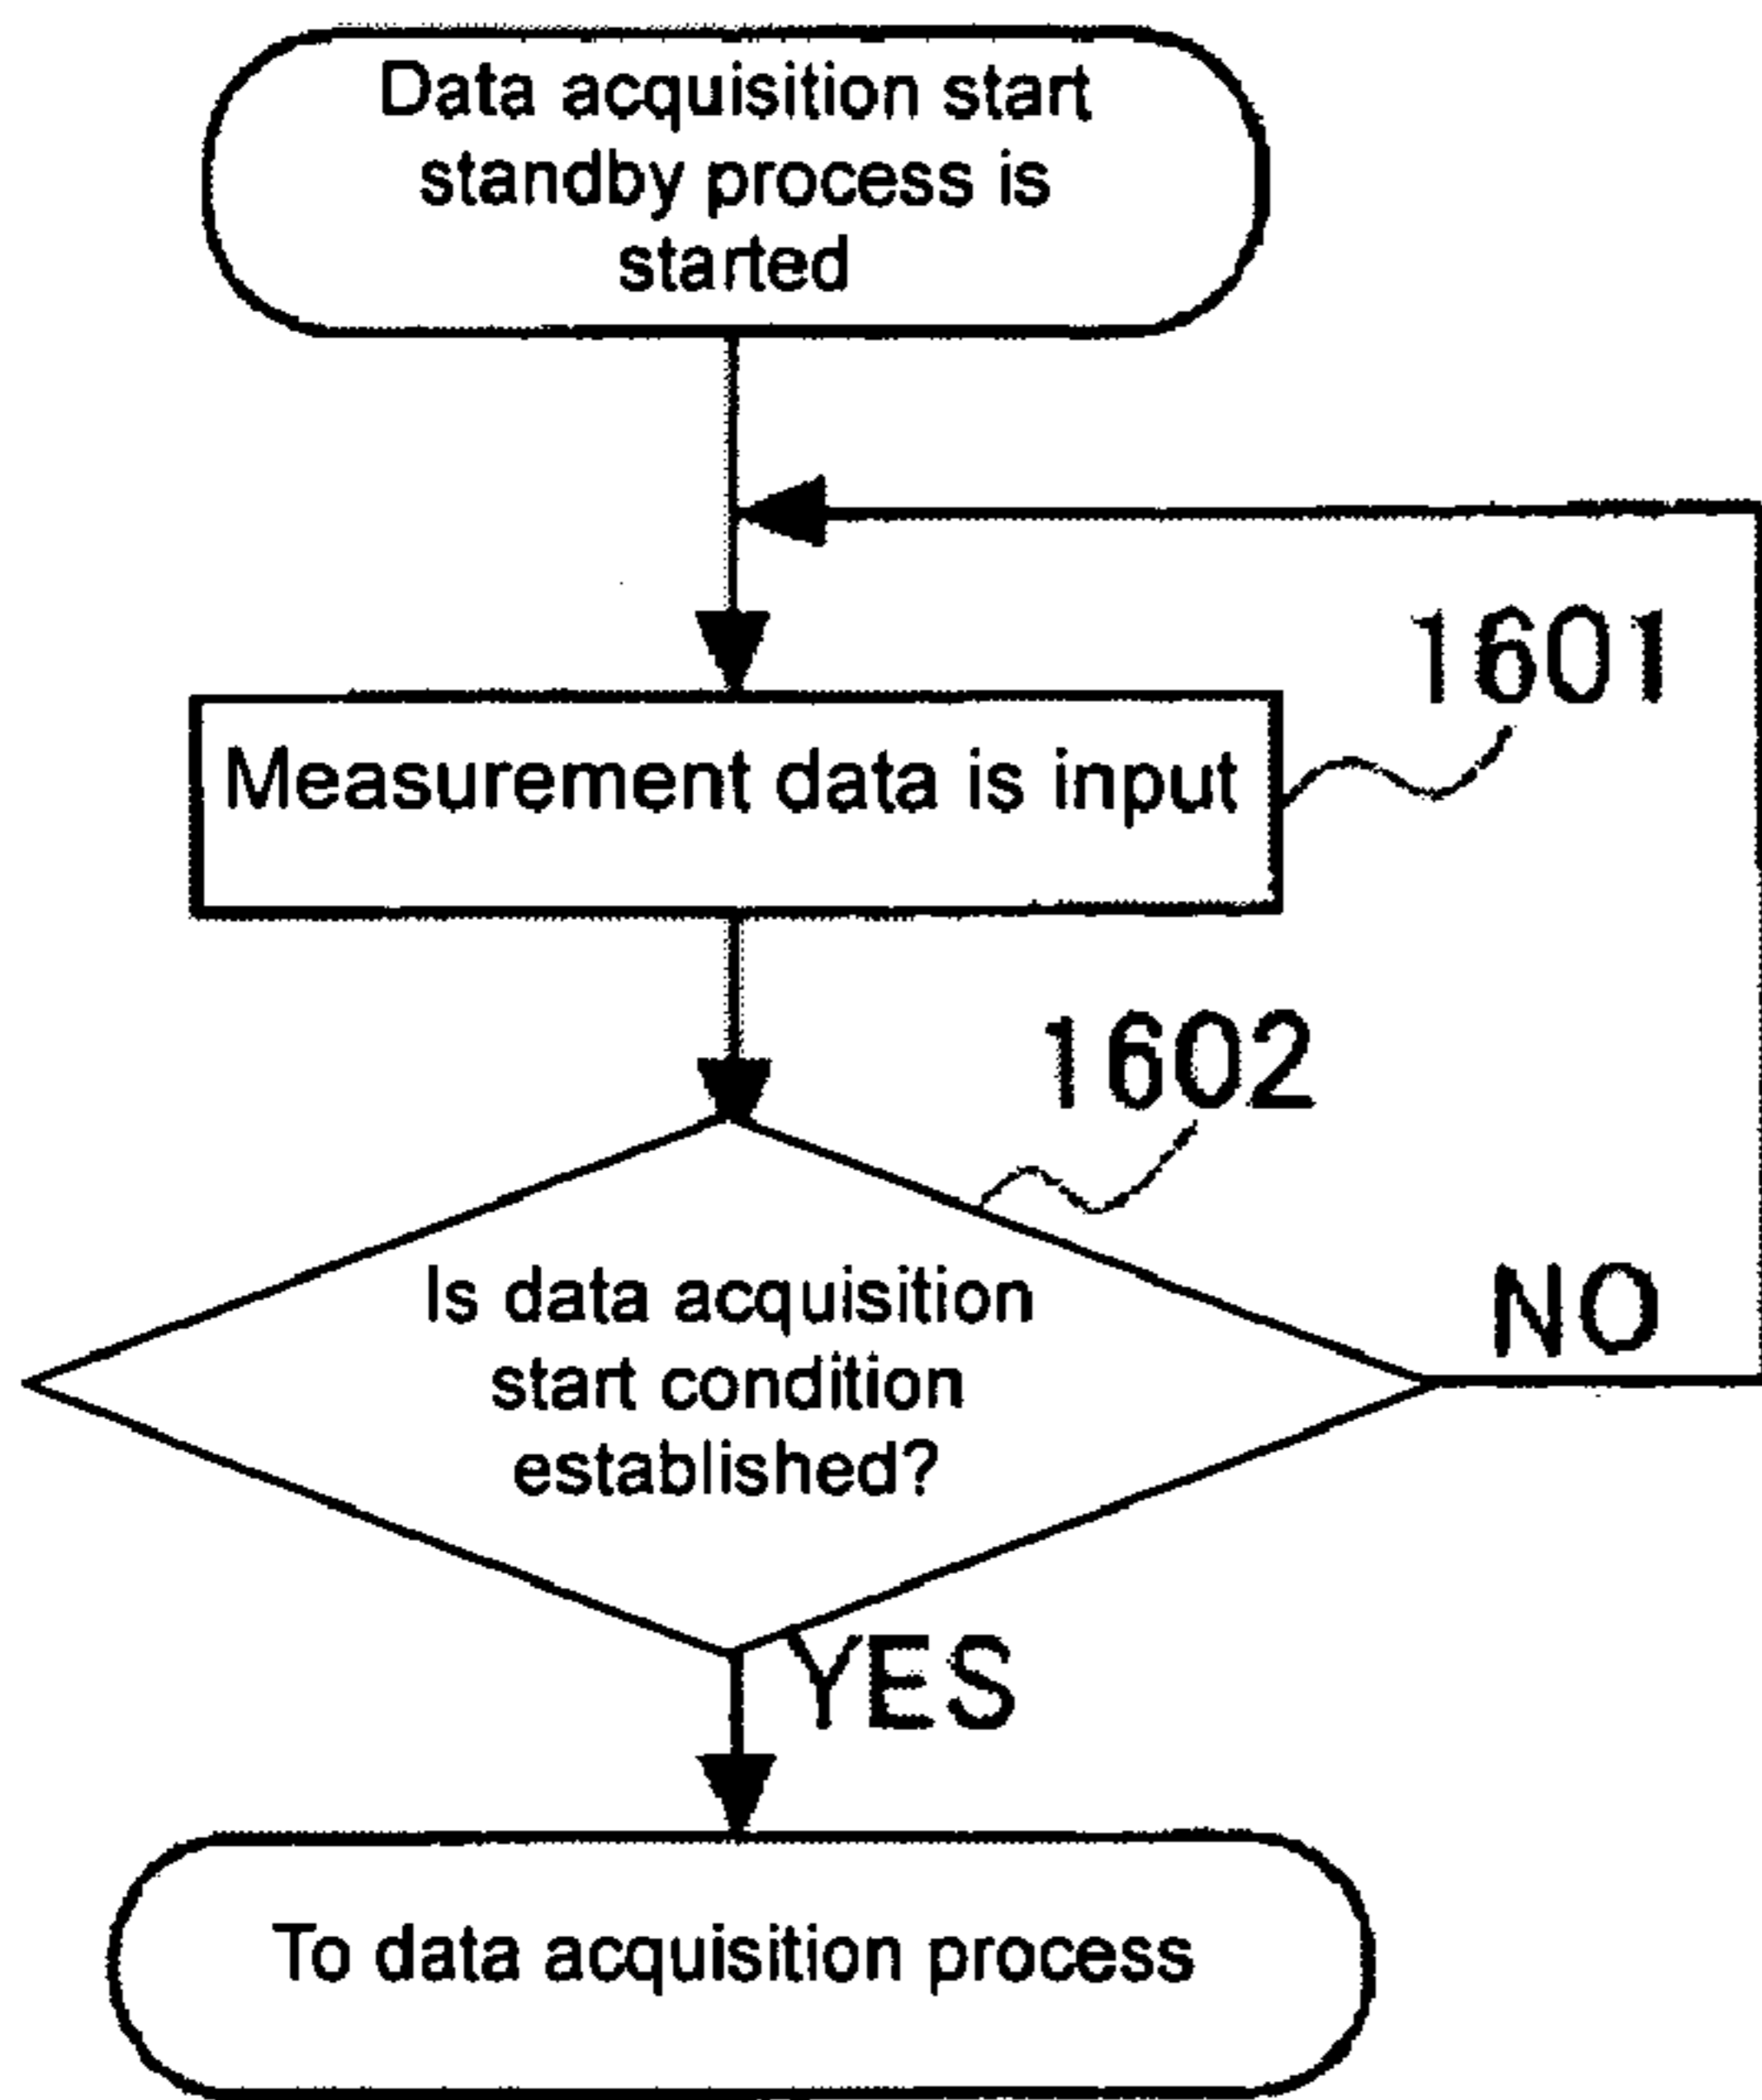 Data acquisition start
standby process is
started
1601
Measurement data is input
1602
Is data acquisition
start condition
established?
NO
YES
To data acquisition process